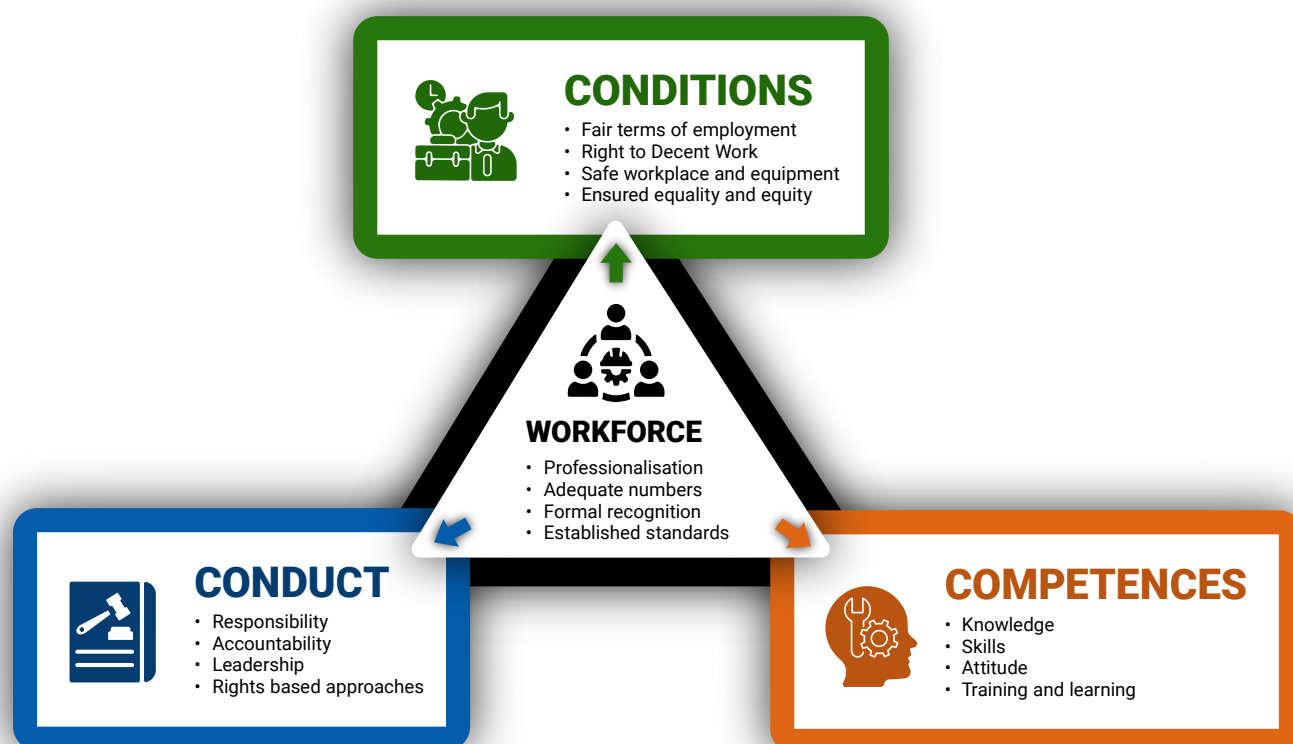 CONDITIONS
• Fair terms of employment
• Right to Decent Work
• Safe workplace and equipment
• Ensured equality and equity
WORKFORCE
• Professionalisation
• Adequate numbers
• Formal recognition
• Established standards
CONDUCT
• Responsibility
• Accountability
• Leadership
• Rights based approaches
COMPETENCES
• Knowledge
• Skills
• Attitude
• Training and learning